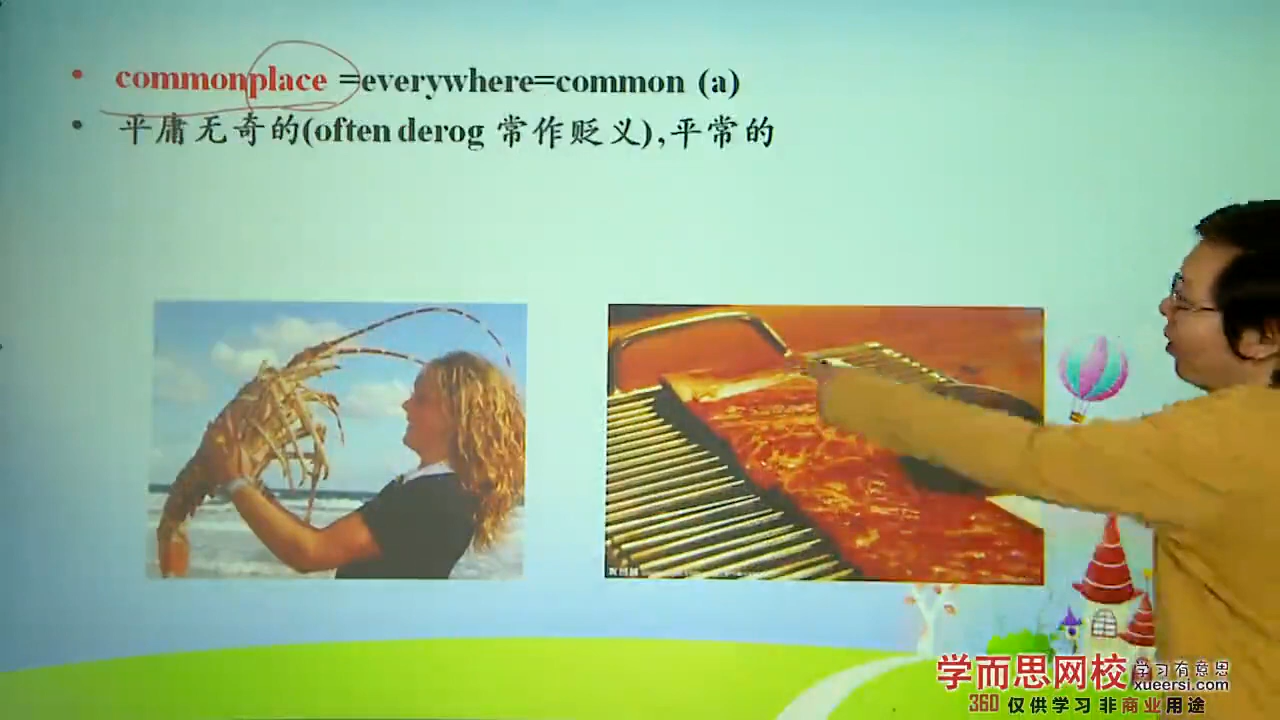 • commonplace =everywhere=common (a)
• 平庸无奇的(often derog 常作贬义),平常的
学而思网校 学习有意思
xueersi.com
360 仅供学习 非商业用途